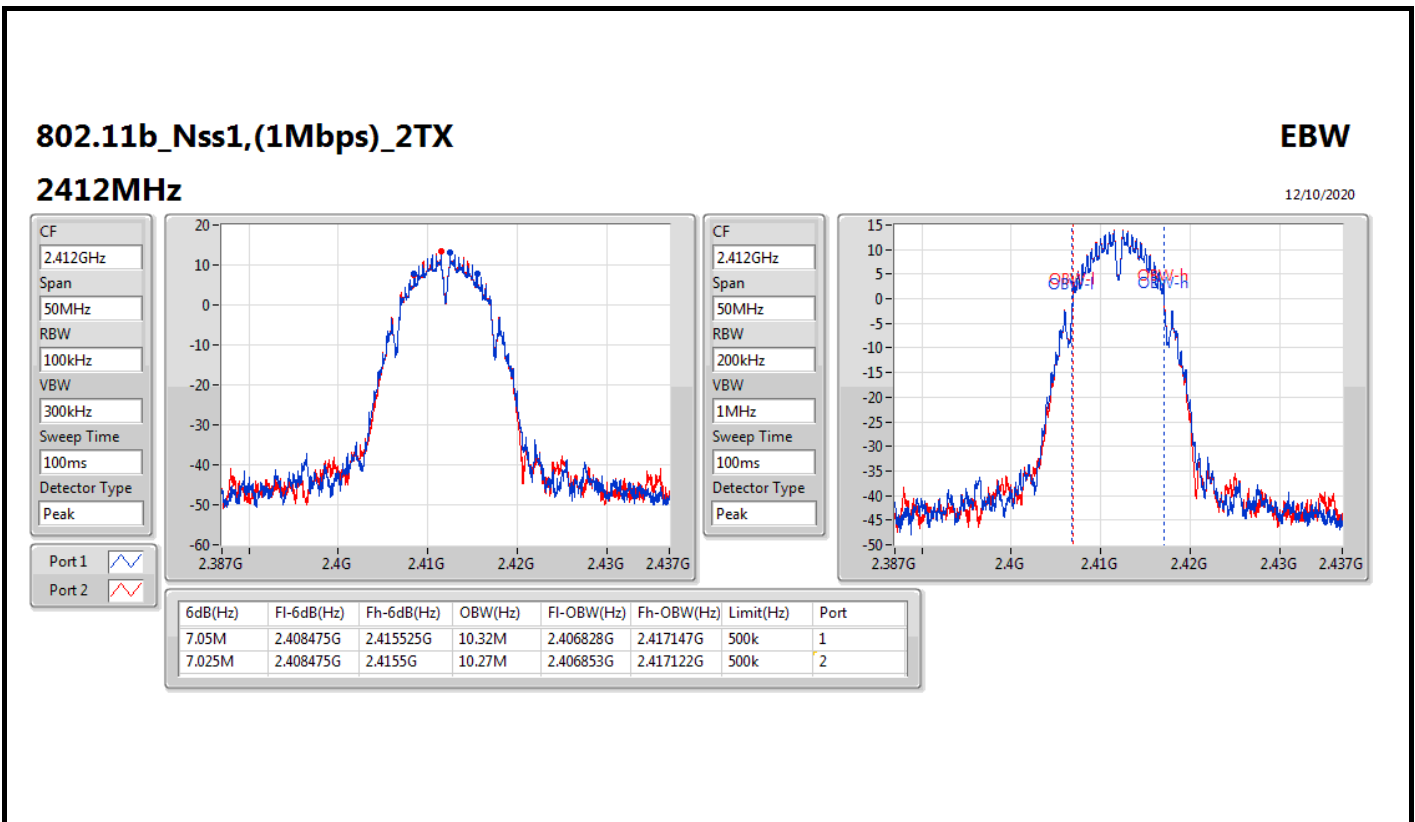 802.11b_Nss1,(1Mbps)_2TX
EBW
2412MHz
12/10/2020
CF
2.412GHz
Span
50MHz
RBW
100kHz
VBW
300kHz
Sweep Time
100ms
Detector Type
Peak
Port 1
Port 2
20
10
0
-10
-20
-30
-40
-50
-60
2.387G 2.4G 2.41G 2.42G 2.43G 2.437G
CF
2.412GHz
Span
50MHz
RBW
200kHz
VBW
1MHz
Sweep Time
100ms
Detector Type
Peak
15
10
5
0
-5
-10
-15
-20
-25
-30
-35
-40
-45
-50
OBW-l OBW-h
OBW-l OBW-h
2.387G 2.4G 2.41G 2.42G 2.43G 2.437G
6dB(Hz) Fl-6dB(Hz) Fh-6dB(Hz) OBW(Hz) Fl-OBW(Hz) Fh-OBW(Hz) Limit(Hz) Port
7.05M 2.408475G 2.415525G 10.32M 2.406828G 2.417147G 500k 1
7.025M 2.408475G 2.4155G 10.27M 2.406853G 2.417122G 500k 2